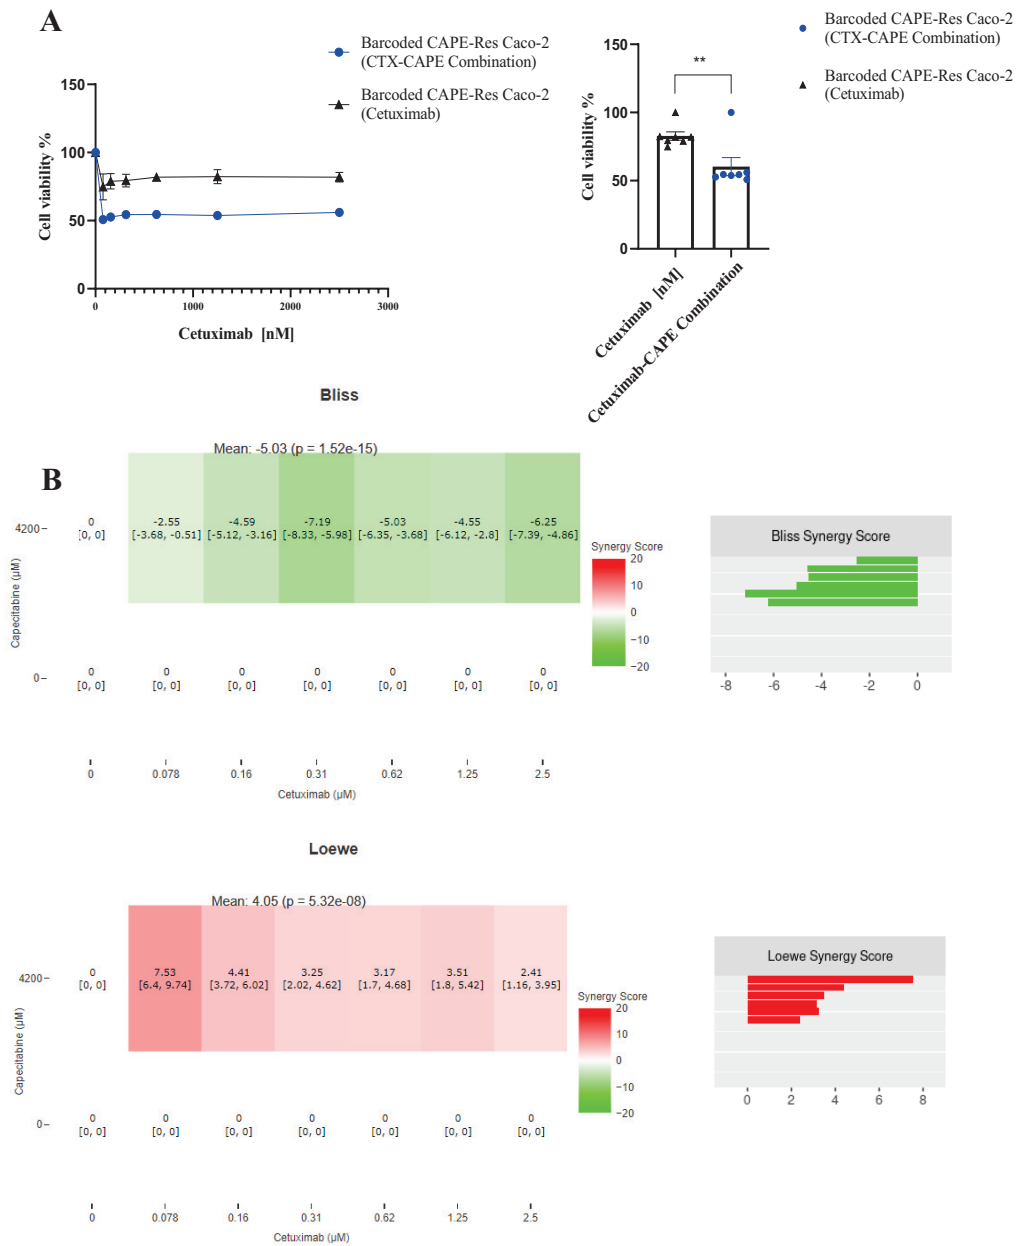 A
Barcoded CAPE-Res Caco-2
(CTX-CAPE Combination)
Barcoded CAPE-Res Caco-2
(Cetuximab)
150
100
50
0
Cell viability %
0
1000
2000
3000
Cetuximab [nM]
Barcoded CAPE-Res Caco-2
(CTX-CAPE Combination)
Barcoded CAPE-Res Caco-2
(Cetuximab)
**
150
100
50
0
Cell viability %
Cetuximab [nM]
Cetuximab-CAPE Combination
B
Bliss
Mean: -5.03 (p = 1.52e-15)
Capecitabine (µM)
4200
0 -2.55 -4.59 -7.19 -5.03 -4.55 -6.25
[0, 0] [-3.68, -0.51] [-5.12, -3.16] [-8.33, -5.98] [-6.35, -3.68] [-6.12, -2.8] [-7.39, -4.86]
0
0 0 0 0 0 0 0
[0, 0] [0, 0] [0, 0] [0, 0] [0, 0] [0, 0] [0, 0]
0 0.078 0.16 0.31 0.62 1.25 2.5
Cetuximab (µM)
Synergy Score
20
10
0
-10
-20
Bliss Synergy Score
-8 -6 -4 -2 0
Loewe
Mean: 4.05 (p = 5.32e-08)
Capecitabine (µM)
4200
0 7.53 4.41 3.25 3.17 3.51 2.41
[0, 0] [6.4, 9.74] [3.72, 6.02] [2.02, 4.62] [1.7, 4.68] [1.8, 5.42] [1.16, 3.95]
0
0 0 0 0 0 0 0
[0, 0] [0, 0] [0, 0] [0, 0] [0, 0] [0, 0] [0, 0]
0 0.078 0.16 0.31 0.62 1.25 2.5
Cetuximab (µM)
Synergy Score
20
10
0
-10
-20
Loewe Synergy Score
0 2 4 6 8